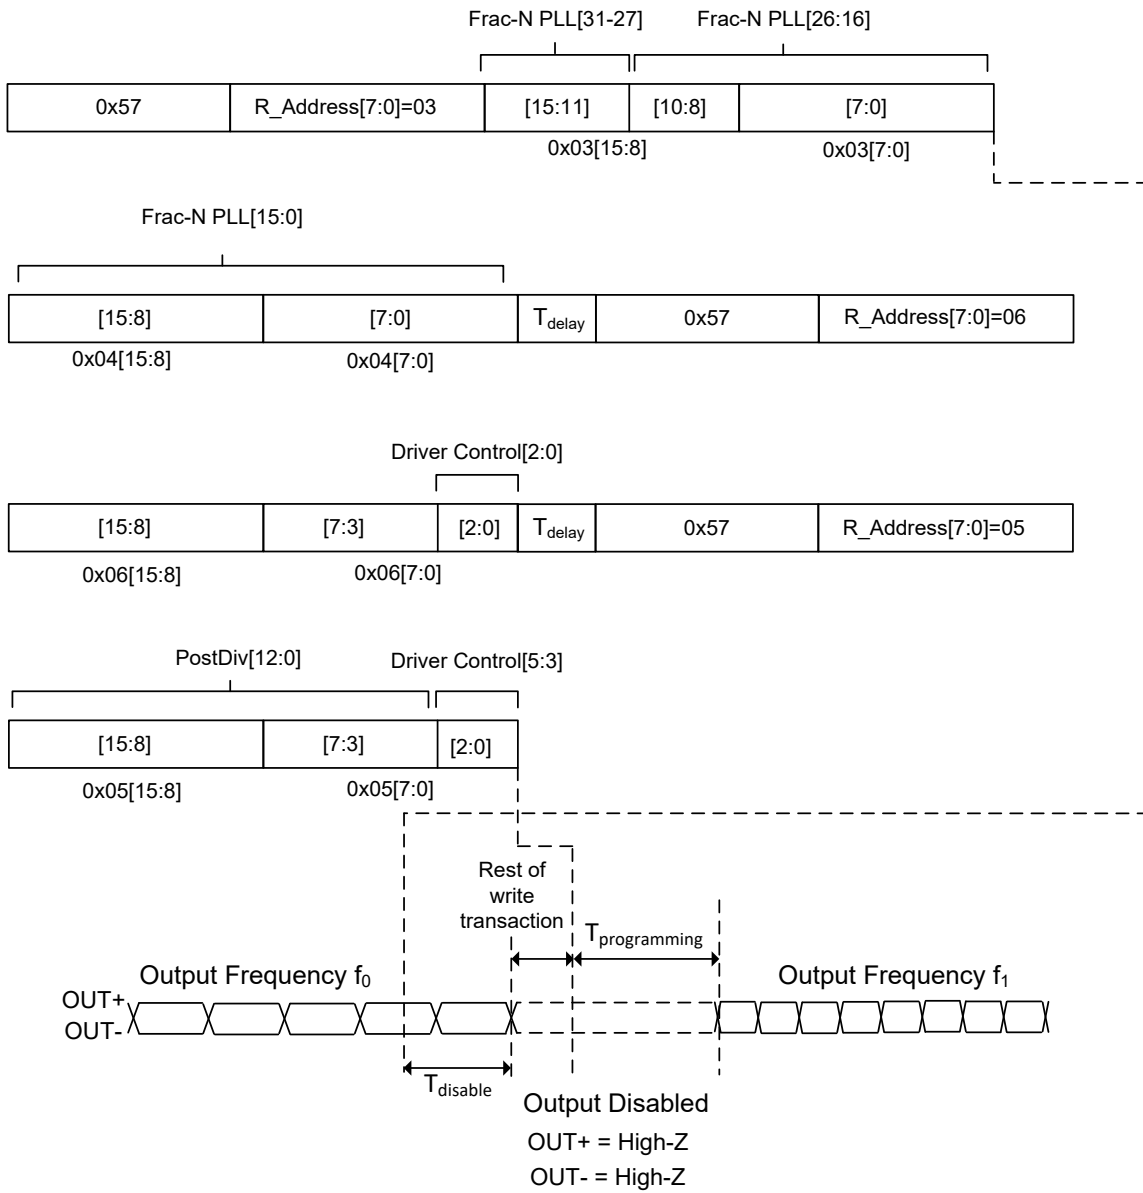 Frac-N PLL[31-27] Frac-N PLL[26:16]
0x57 R_Address[7:0]=03 [15:11] [10:8] [7:0]
0x03[15:8] 0x03[7:0]
Frac-N PLL[15:0]
[15:8] [7:0] Tdelay 0x57 R_Address[7:0]=06
0x04[15:8] 0x04[7:0]
Driver Control[2:0]
[15:8] [7:3] [2:0] Tdelay 0x57 R_Address[7:0]=05
0x06[15:8] 0x06[7:0]
PostDiv[12:0] Driver Control[5:3]
[15:8] [7:3] [2:0]
0x05[15:8] 0x05[7:0]
Rest of
write
transaction
Tprogramming
Output Frequency f0 Output Frequency f1
OUT+
OUT-
Tdisable
Output Disabled
OUT+ = High-Z
OUT- = High-Z